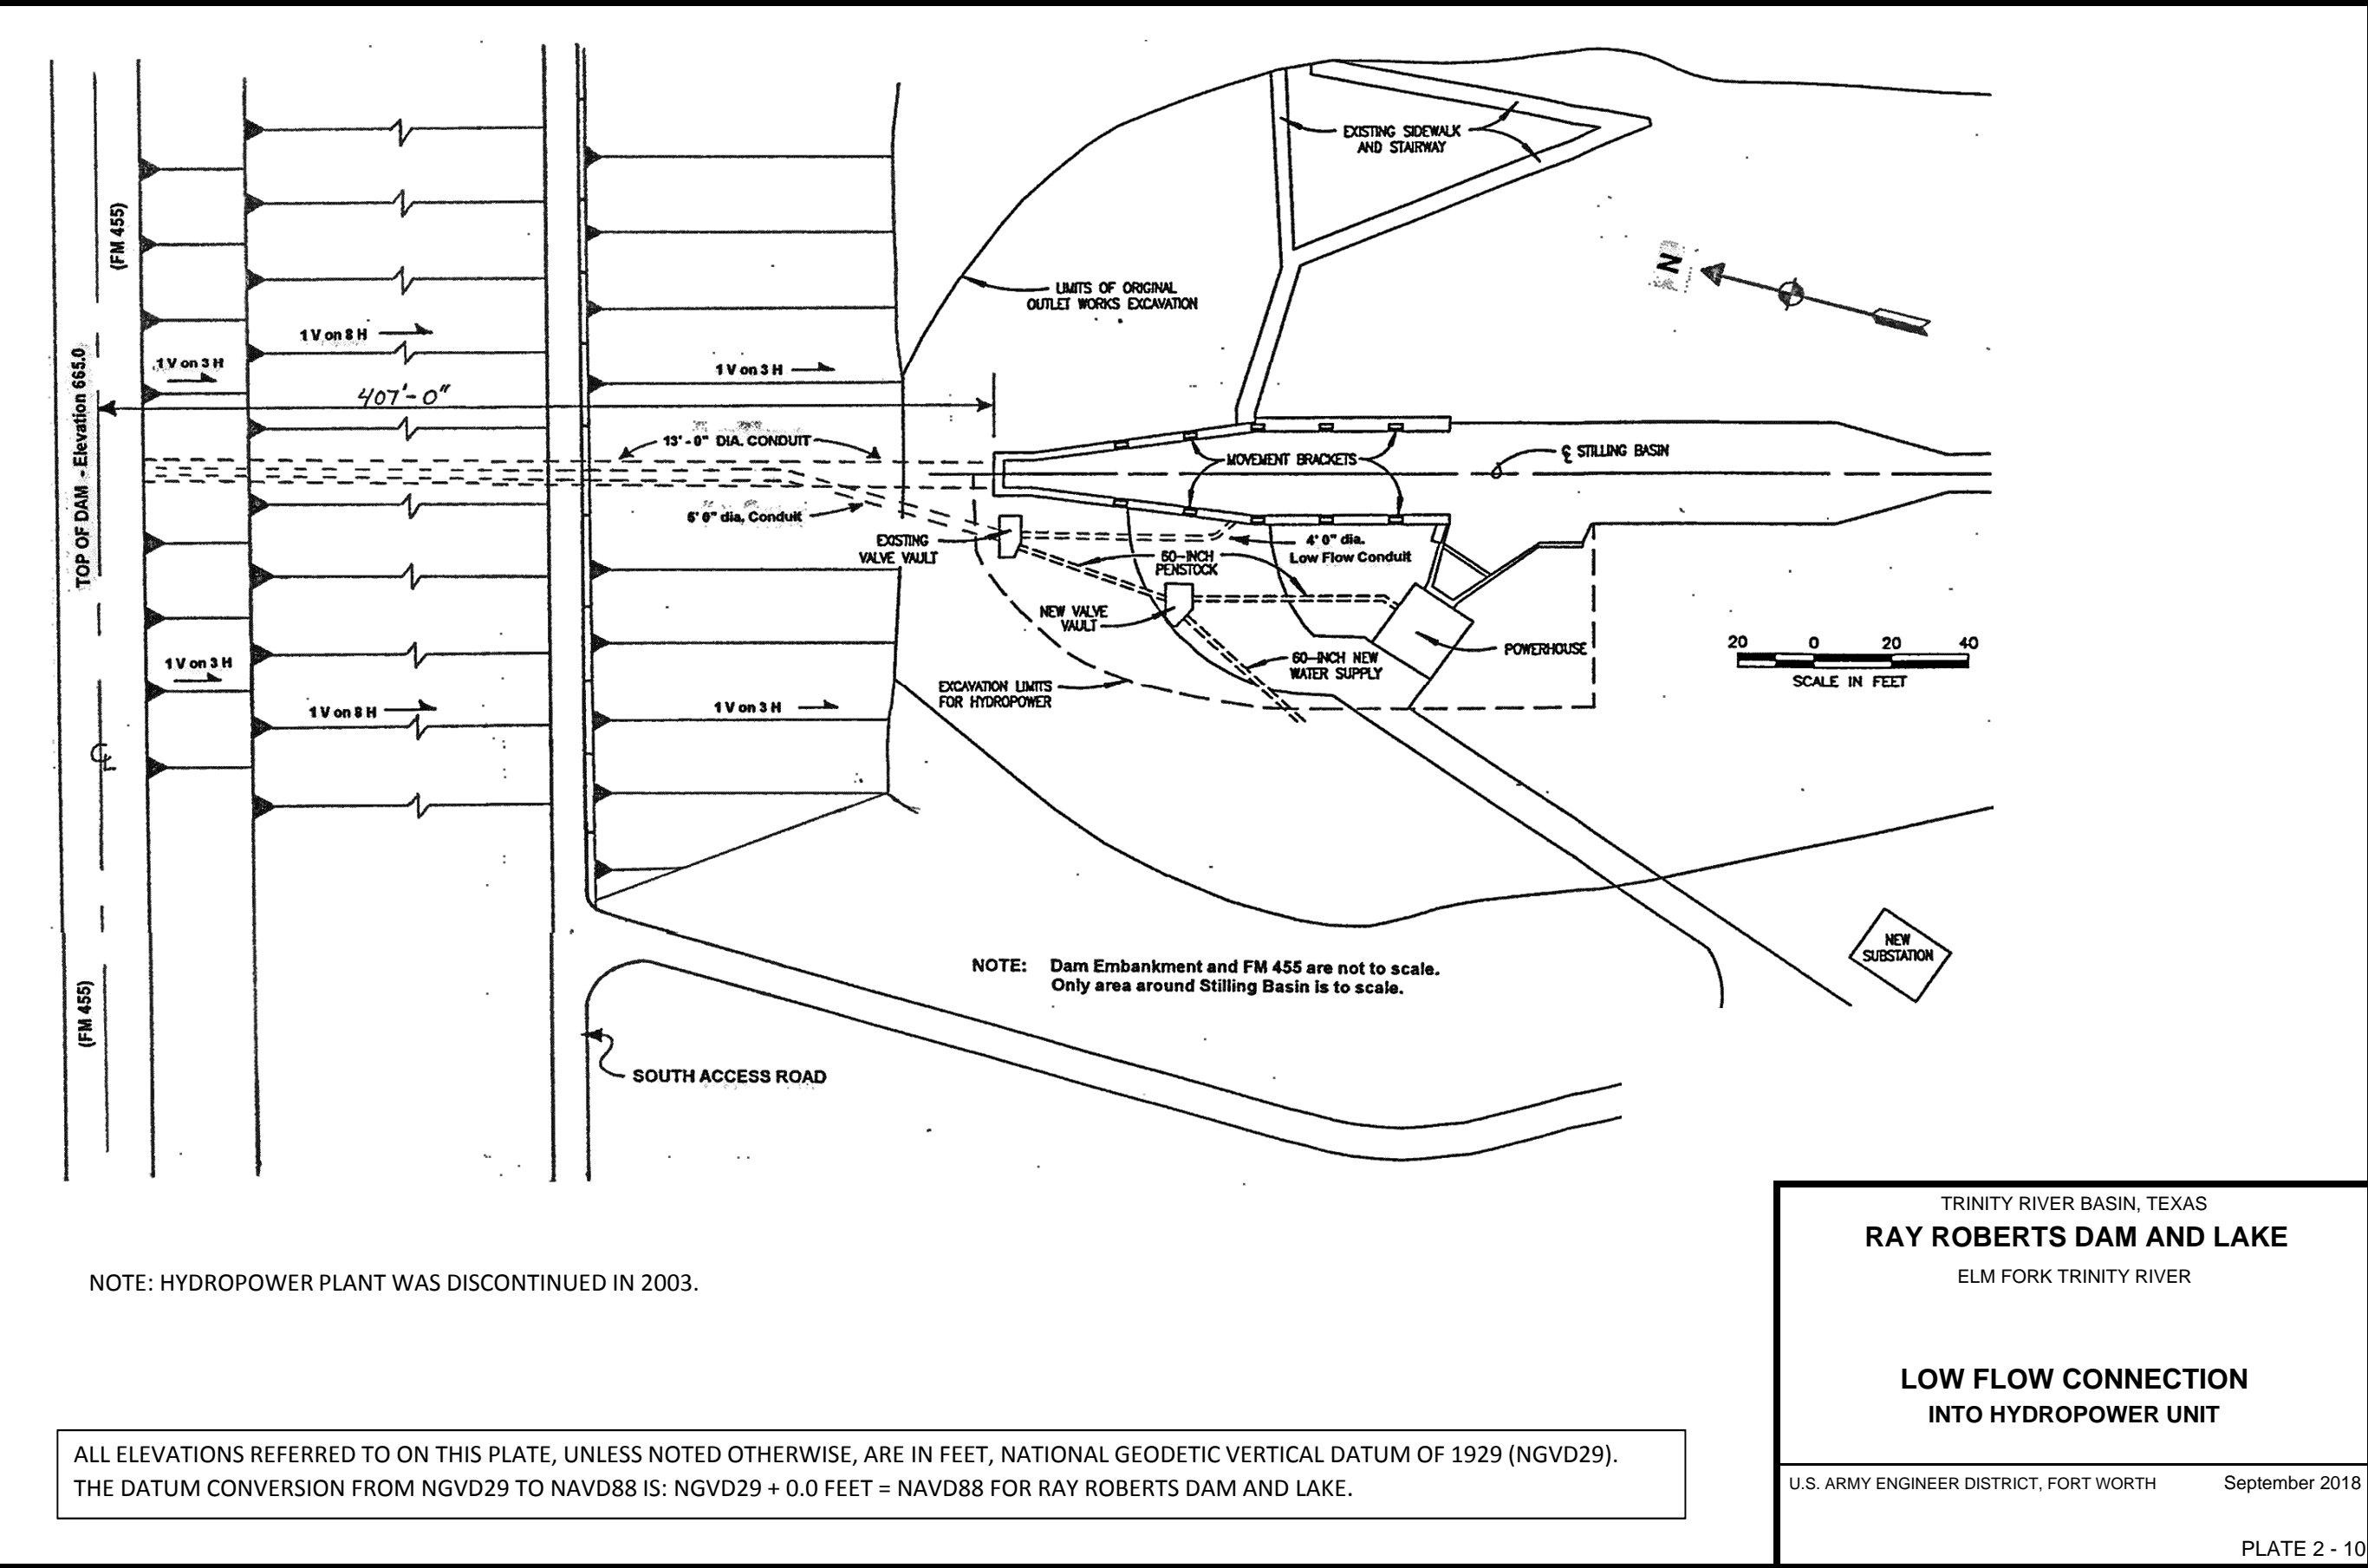 (FM 455)
TOP OF DAM - Elevation 665.0
(FM 455)
℄
1 V on 3 H
1 V on 8 H
407'-0"
1 V on 3 H
13'-0" DIA. CONDUIT
6' 0" dia. Conduit
1 V on 3 H
1 V on 8 H
1 V on 3 H
EXISTING SIDEWALK
AND STAIRWAY
LIMITS OF ORIGINAL
OUTLET WORKS EXCAVATION
N
MOVEMENT BRACKETS
℄ STILLING BASIN
EXISTING
VALVE VAULT
4' 0" dia.
Low Flow Conduit
60-INCH
PENSTOCK
NEW VALVE
VAULT
60-INCH NEW
WATER SUPPLY
POWERHOUSE
EXCAVATION LIMITS
FOR HYDROPOWER
20 0 20 40
SCALE IN FEET
NEW
SUBSTATION
NOTE: Dam Embankment and FM 455 are not to scale.
Only area around Stilling Basin is to scale.
SOUTH ACCESS ROAD
NOTE: HYDROPOWER PLANT WAS DISCONTINUED IN 2003.
ALL ELEVATIONS REFERRED TO ON THIS PLATE, UNLESS NOTED OTHERWISE, ARE IN FEET, NATIONAL GEODETIC VERTICAL DATUM OF 1929 (NGVD29).
THE DATUM CONVERSION FROM NGVD29 TO NAVD88 IS: NGVD29 + 0.0 FEET = NAVD88 FOR RAY ROBERTS DAM AND LAKE.
TRINITY RIVER BASIN, TEXAS
RAY ROBERTS DAM AND LAKE
ELM FORK TRINITY RIVER
LOW FLOW CONNECTION
INTO HYDROPOWER UNIT
U.S. ARMY ENGINEER DISTRICT, FORT WORTH September 2018
PLATE 2 - 10